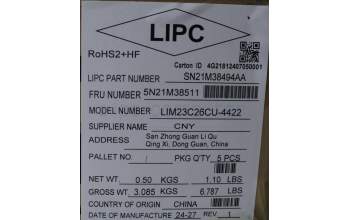 LIPC
RoHS2+HF
Carton ID 4G21812407050001
LIPC PART NUMBER SN21M38494AA
FRU NUMBER 5N21M38511
MODEL NUMBER LIM23C26CU-4422
SUPPLIER NAME CNY
ADDRESS San Zhong Guan Li Qu
Qing Xi, Dong Guan, China
PALLET NO / PKG Q'TY 5 PCS
NET WT. 0.50 KGS 1.10 LBS
GROSS WT. 3.085 KGS 6.787 LBS
COUNTRY OF ORIGIN CHINA
DATE OF MANU 24-27 REV 1